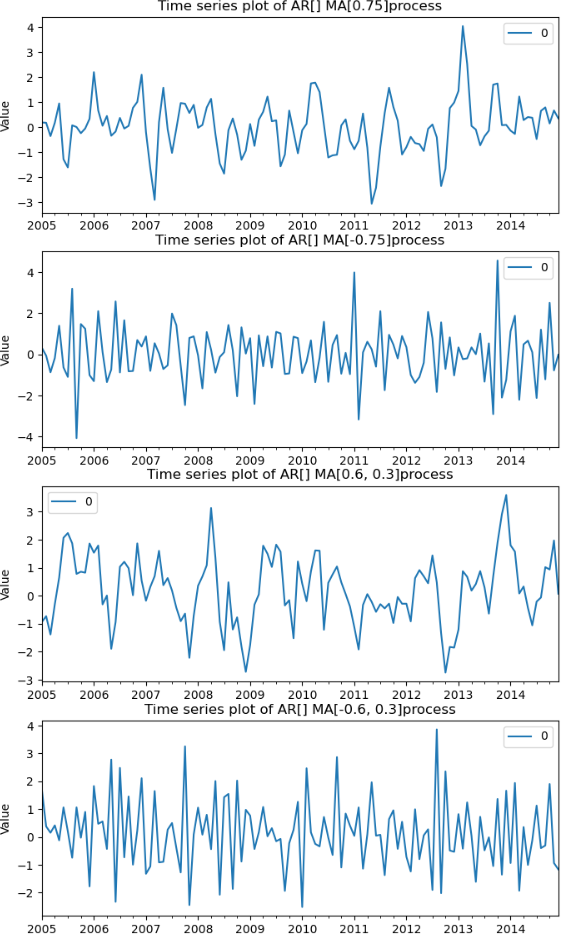 Time series plot of AR[] MA[0.75]process
Value
4
3
2
1
0
−1
−2
−3
0
2005 2006 2007 2008 2009 2010 2011 2012 2013 2014
Time series plot of AR[] MA[-0.75]process
Value
4
2
0
−2
−4
0
2005 2006 2007 2008 2009 2010 2011 2012 2013 2014
Time series plot of AR[] MA[0.6, 0.3]process
Value
3
2
1
0
−1
−2
−3
0
2005 2006 2007 2008 2009 2010 2011 2012 2013 2014
Time series plot of AR[] MA[-0.6, 0.3]process
Value
4
3
2
1
0
−1
−2
0
2005 2006 2007 2008 2009 2010 2011 2012 2013 2014